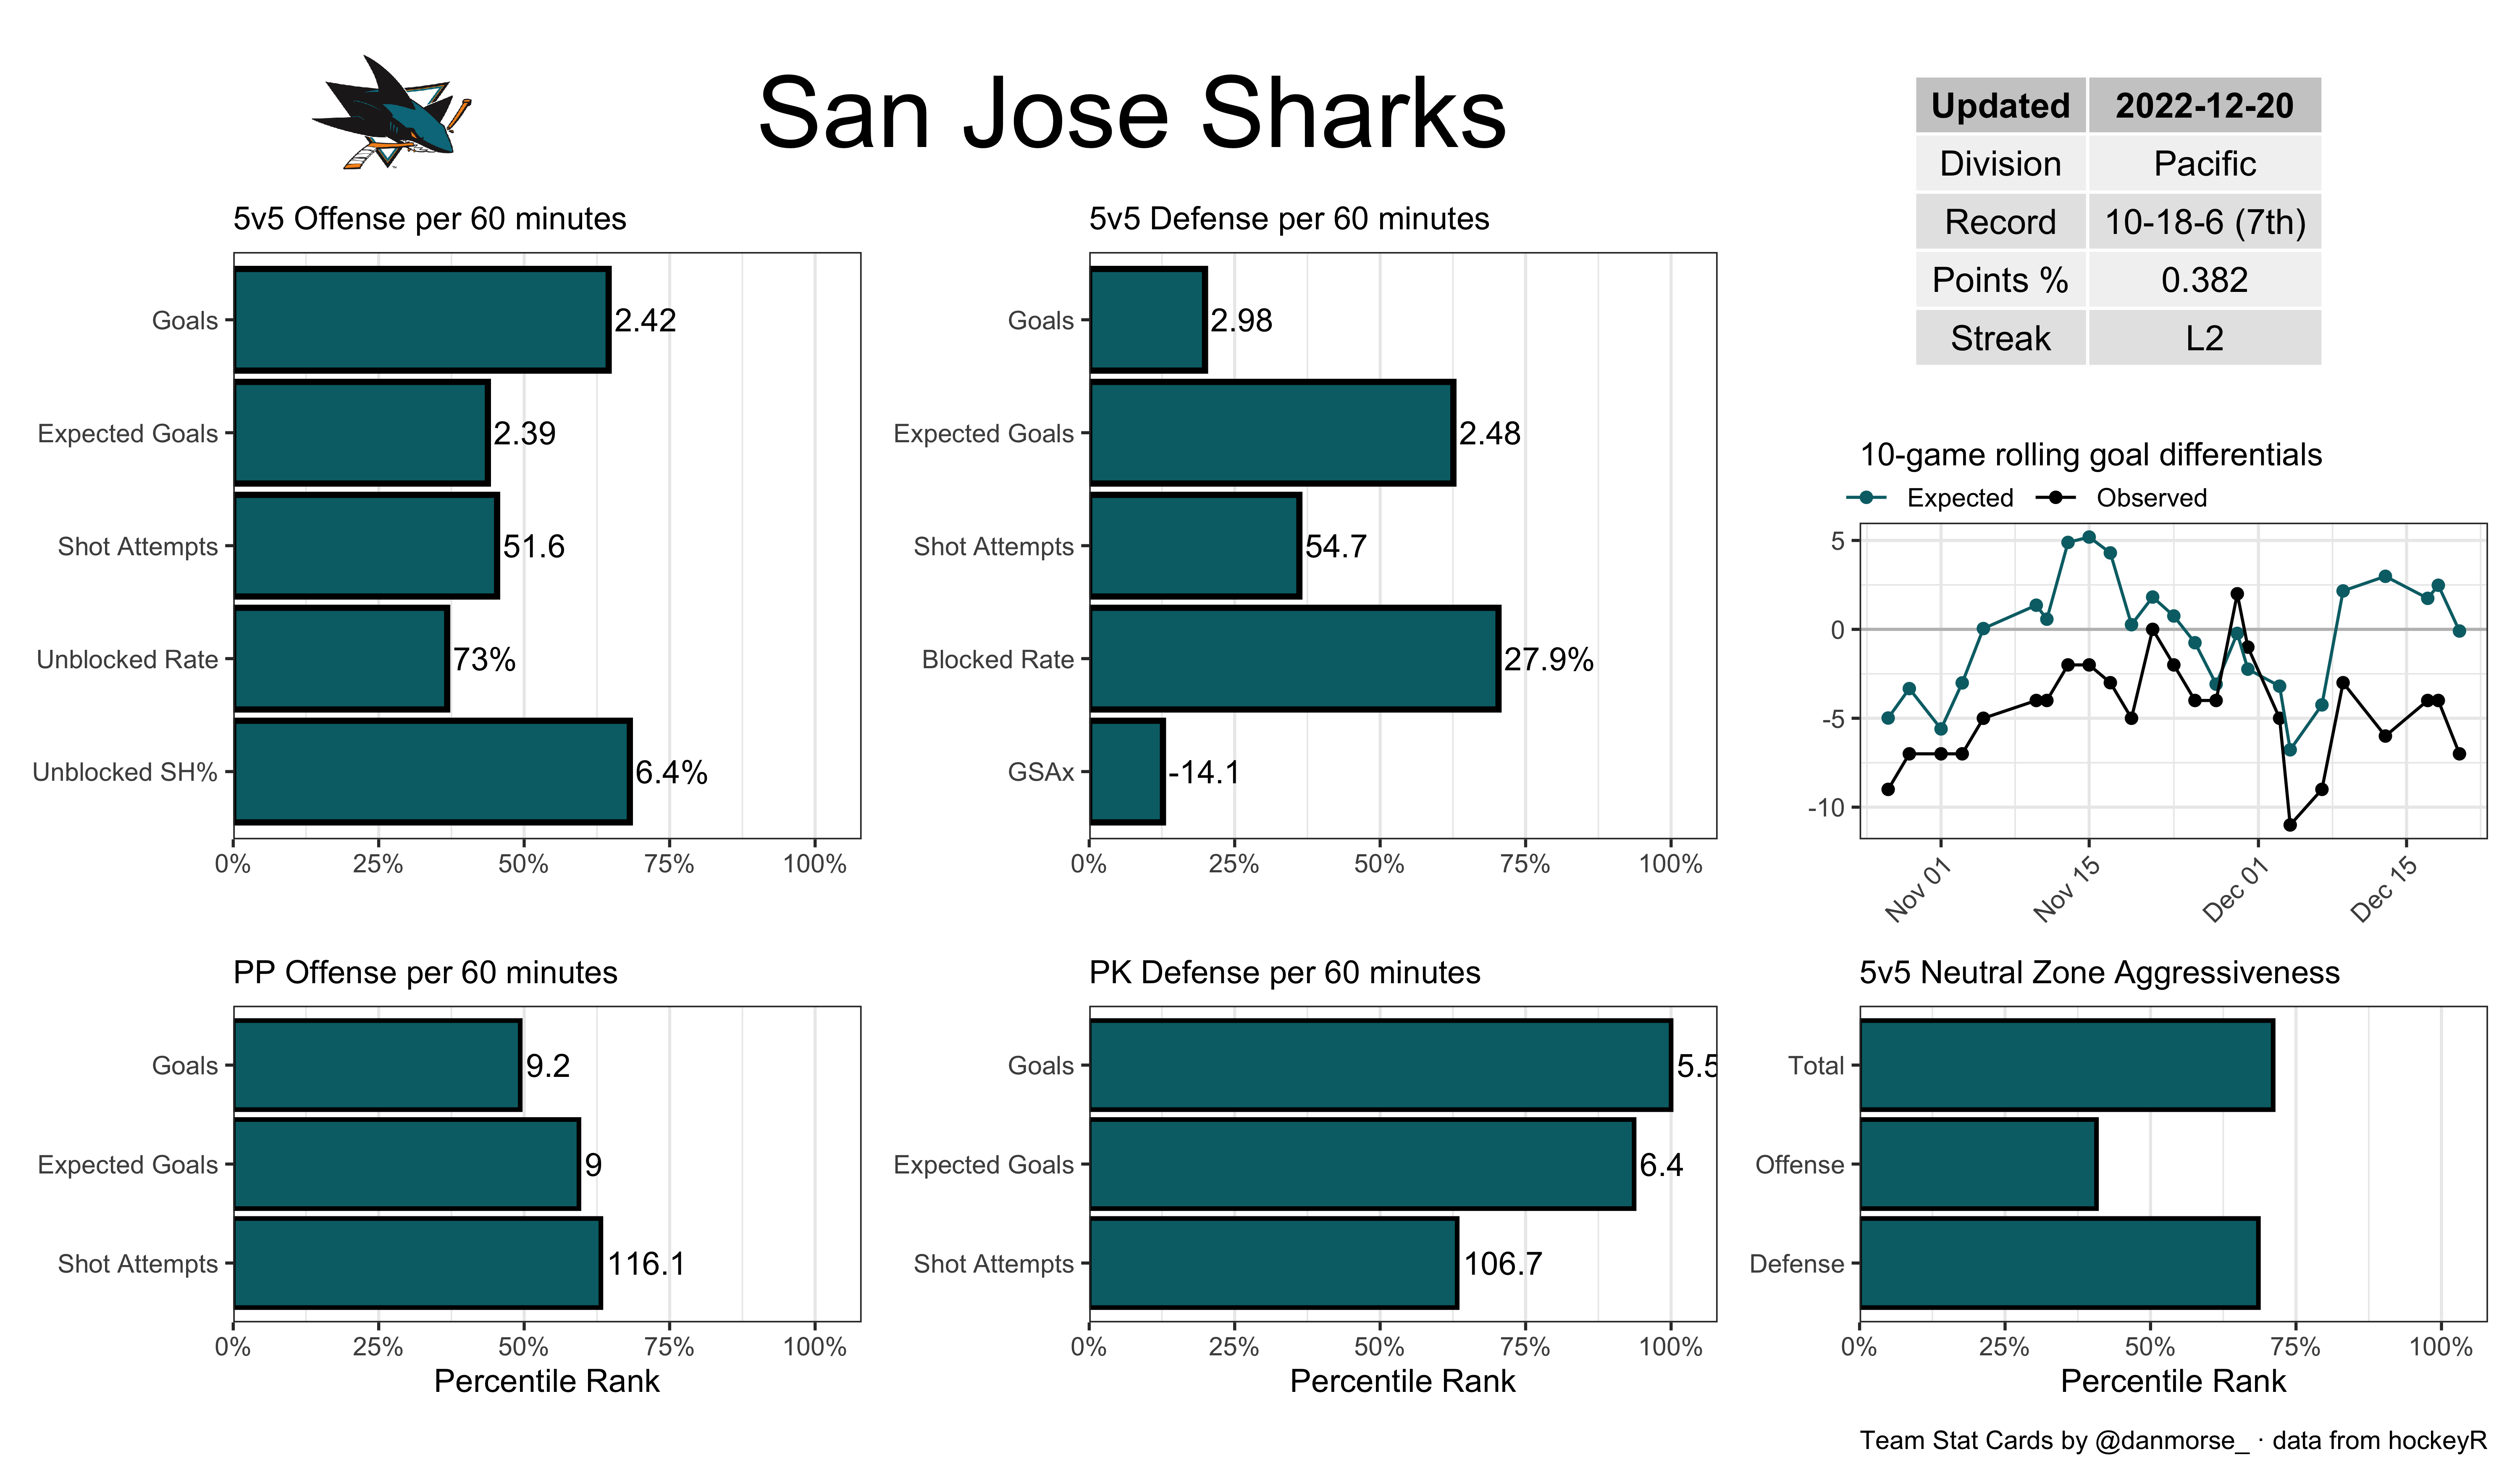 San Jose Sharks
Updated 2022-12-20
Division Pacific
Record 10-18-6 (7th)
Points % 0.382
Streak L2
5v5 Offense per 60 minutes
Goals 2.42
Expected Goals 2.39
Shot Attempts 51.6
Unblocked Rate 73%
Unblocked SH% 6.4%
0% 25% 50% 75% 100%
5v5 Defense per 60 minutes
Goals 2.98
Expected Goals 2.48
Shot Attempts 54.7
Blocked Rate 27.9%
GSAx -14.1
0% 25% 50% 75% 100%
10-game rolling goal differentials
Expected Observed
5
0
-5
-10
Nov 01 Nov 15 Dec 01 Dec 15
PP Offense per 60 minutes
Goals 9.2
Expected Goals 9
Shot Attempts 116.1
0% 25% 50% 75% 100%
Percentile Rank
PK Defense per 60 minutes
Goals 5.5
Expected Goals 6.4
Shot Attempts 106.7
0% 25% 50% 75% 100%
Percentile Rank
5v5 Neutral Zone Aggressiveness
Total
Offense
Defense
0% 25% 50% 75% 100%
Percentile Rank
Team Stat Cards by @danmorse_ · data from hockeyR